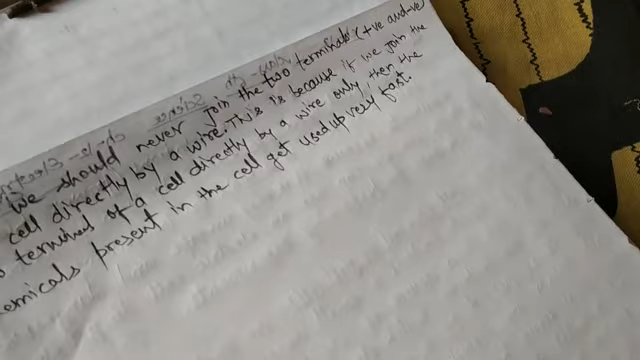 We should never join the two terminals (+ve and -ve)
cell directly by a wire. This is because if we join the
terminal of a cell directly by a wire only, then the
emicals present in the cell get used up very fast.